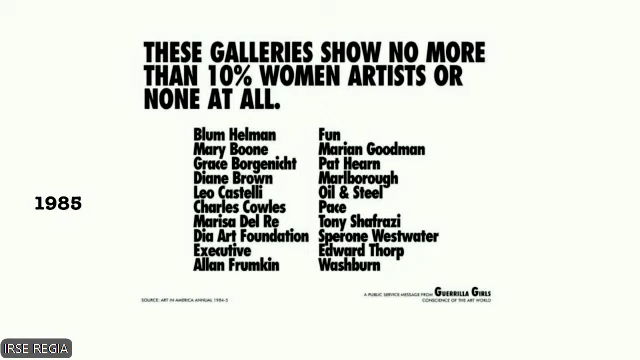 THESE GALLERIES SHOW NO MORE
THAN 10% WOMEN ARTISTS OR
NONE AT ALL.
Blum Helman
Mary Boone
Grace Borgenicht
Diane Brown
Leo Castelli
Charles Cowles
Marisa Del Re
Dia Art Foundation
Executive
Allan Frumkin
Fun
Marian Goodman
Pat Hearn
Marlborough
Oil & Steel
Pace
Tony Shafrazi
Sperone Westwater
Edward Thorp
Washburn
1985
SOURCE: ART IN AMERICA ANNUAL 1984-5
A PUBLIC SERVICE MESSAGE FROM GUERRILLA GIRLS
CONSCIENCE OF THE ART WORLD
IRSE REGIA